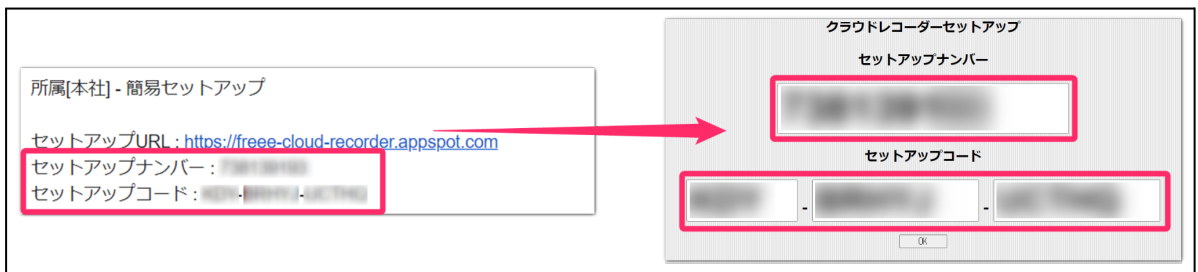 所属[本社] - 簡易セットアップ
セットアップURL : https://freee-cloud-recorder.appspot.com
セットアップナンバー :
セットアップコード :
クラウドレコーダーセットアップ
セットアップナンバー
セットアップコード
- -
OK